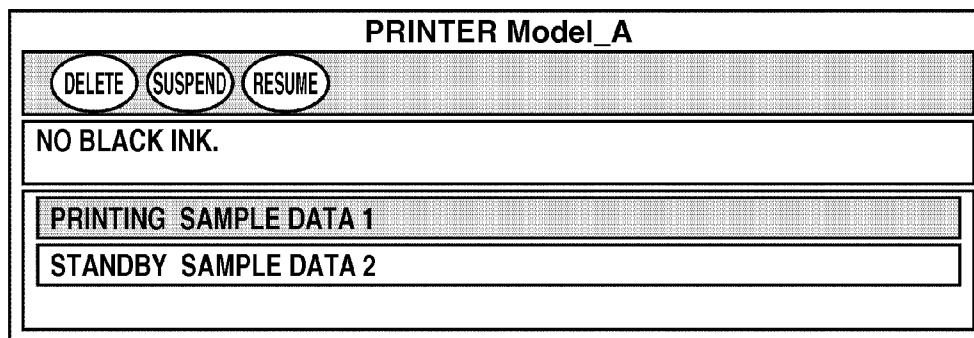 PRINTER Model_A
DELETE SUSPEND RESUME
NO BLACK INK.
PRINTING SAMPLE DATA 1
STANDBY SAMPLE DATA 2